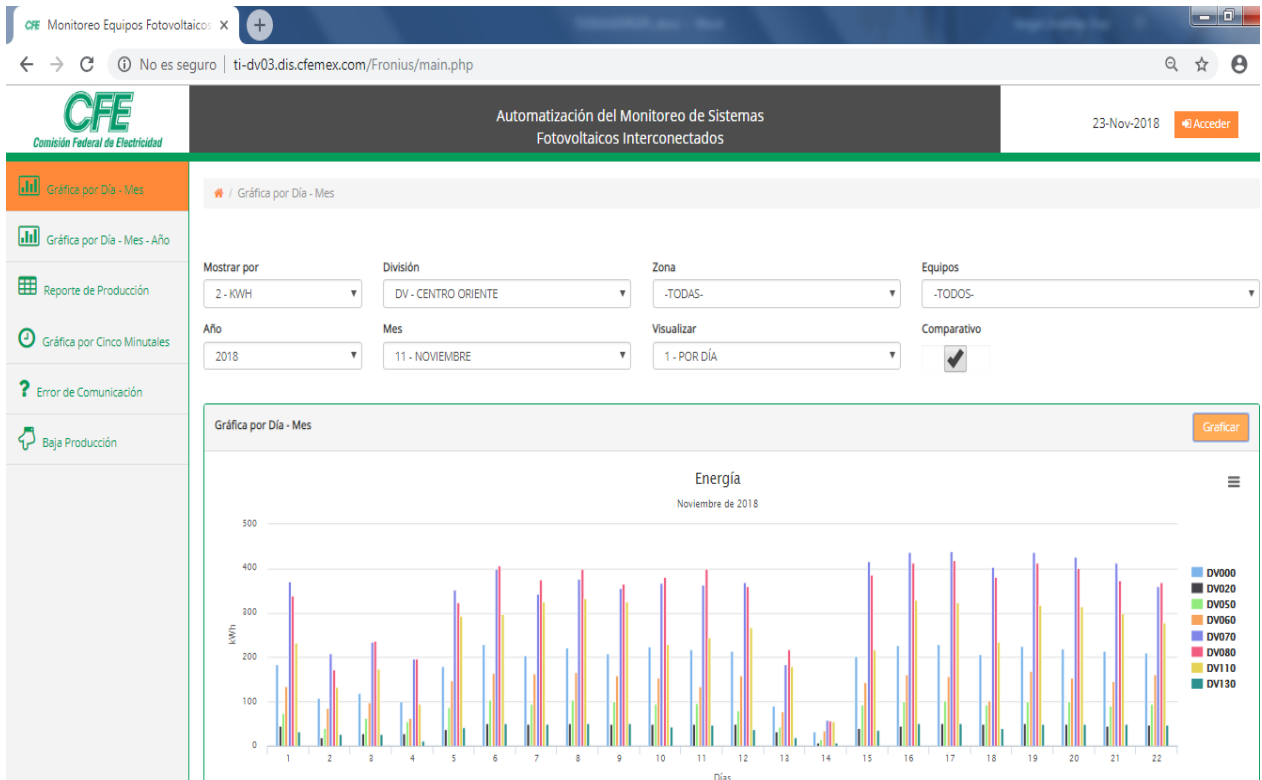 CFE Monitoreo Equipos Fotovoltaicos
No es seguro | ti-dv03.dis.cfemex.com/Fronius/main.php
CFE
Comisión Federal de Electricidad
Automatización del Monitoreo de Sistemas
Fotovoltaicos Interconectados
23-Nov-2018 Acceder
Gráfica por Día - Mes
Gráfica por Día - Mes - Año
Reporte de Producción
Gráfica por Cinco Minutales
? Error de Comunicación
Baja Producción
/ Gráfica por Día - Mes
Mostrar por División Zona Equipos
2 - KWH DV - CENTRO ORIENTE -TODAS- -TODOS-
Año Mes Visualizar Comparativo
2018 11 - NOVIEMBRE 1 - POR DÍA
Gráfica por Día - Mes Graficar
Energía
Noviembre de 2018
500
400
300
200
100
0
kWh
1 2 3 4 5 6 7 8 9 10 11 12 13 14 15 16 17 18 19 20 21 22
Días
DV000
DV020
DV050
DV060
DV070
DV080
DV110
DV130